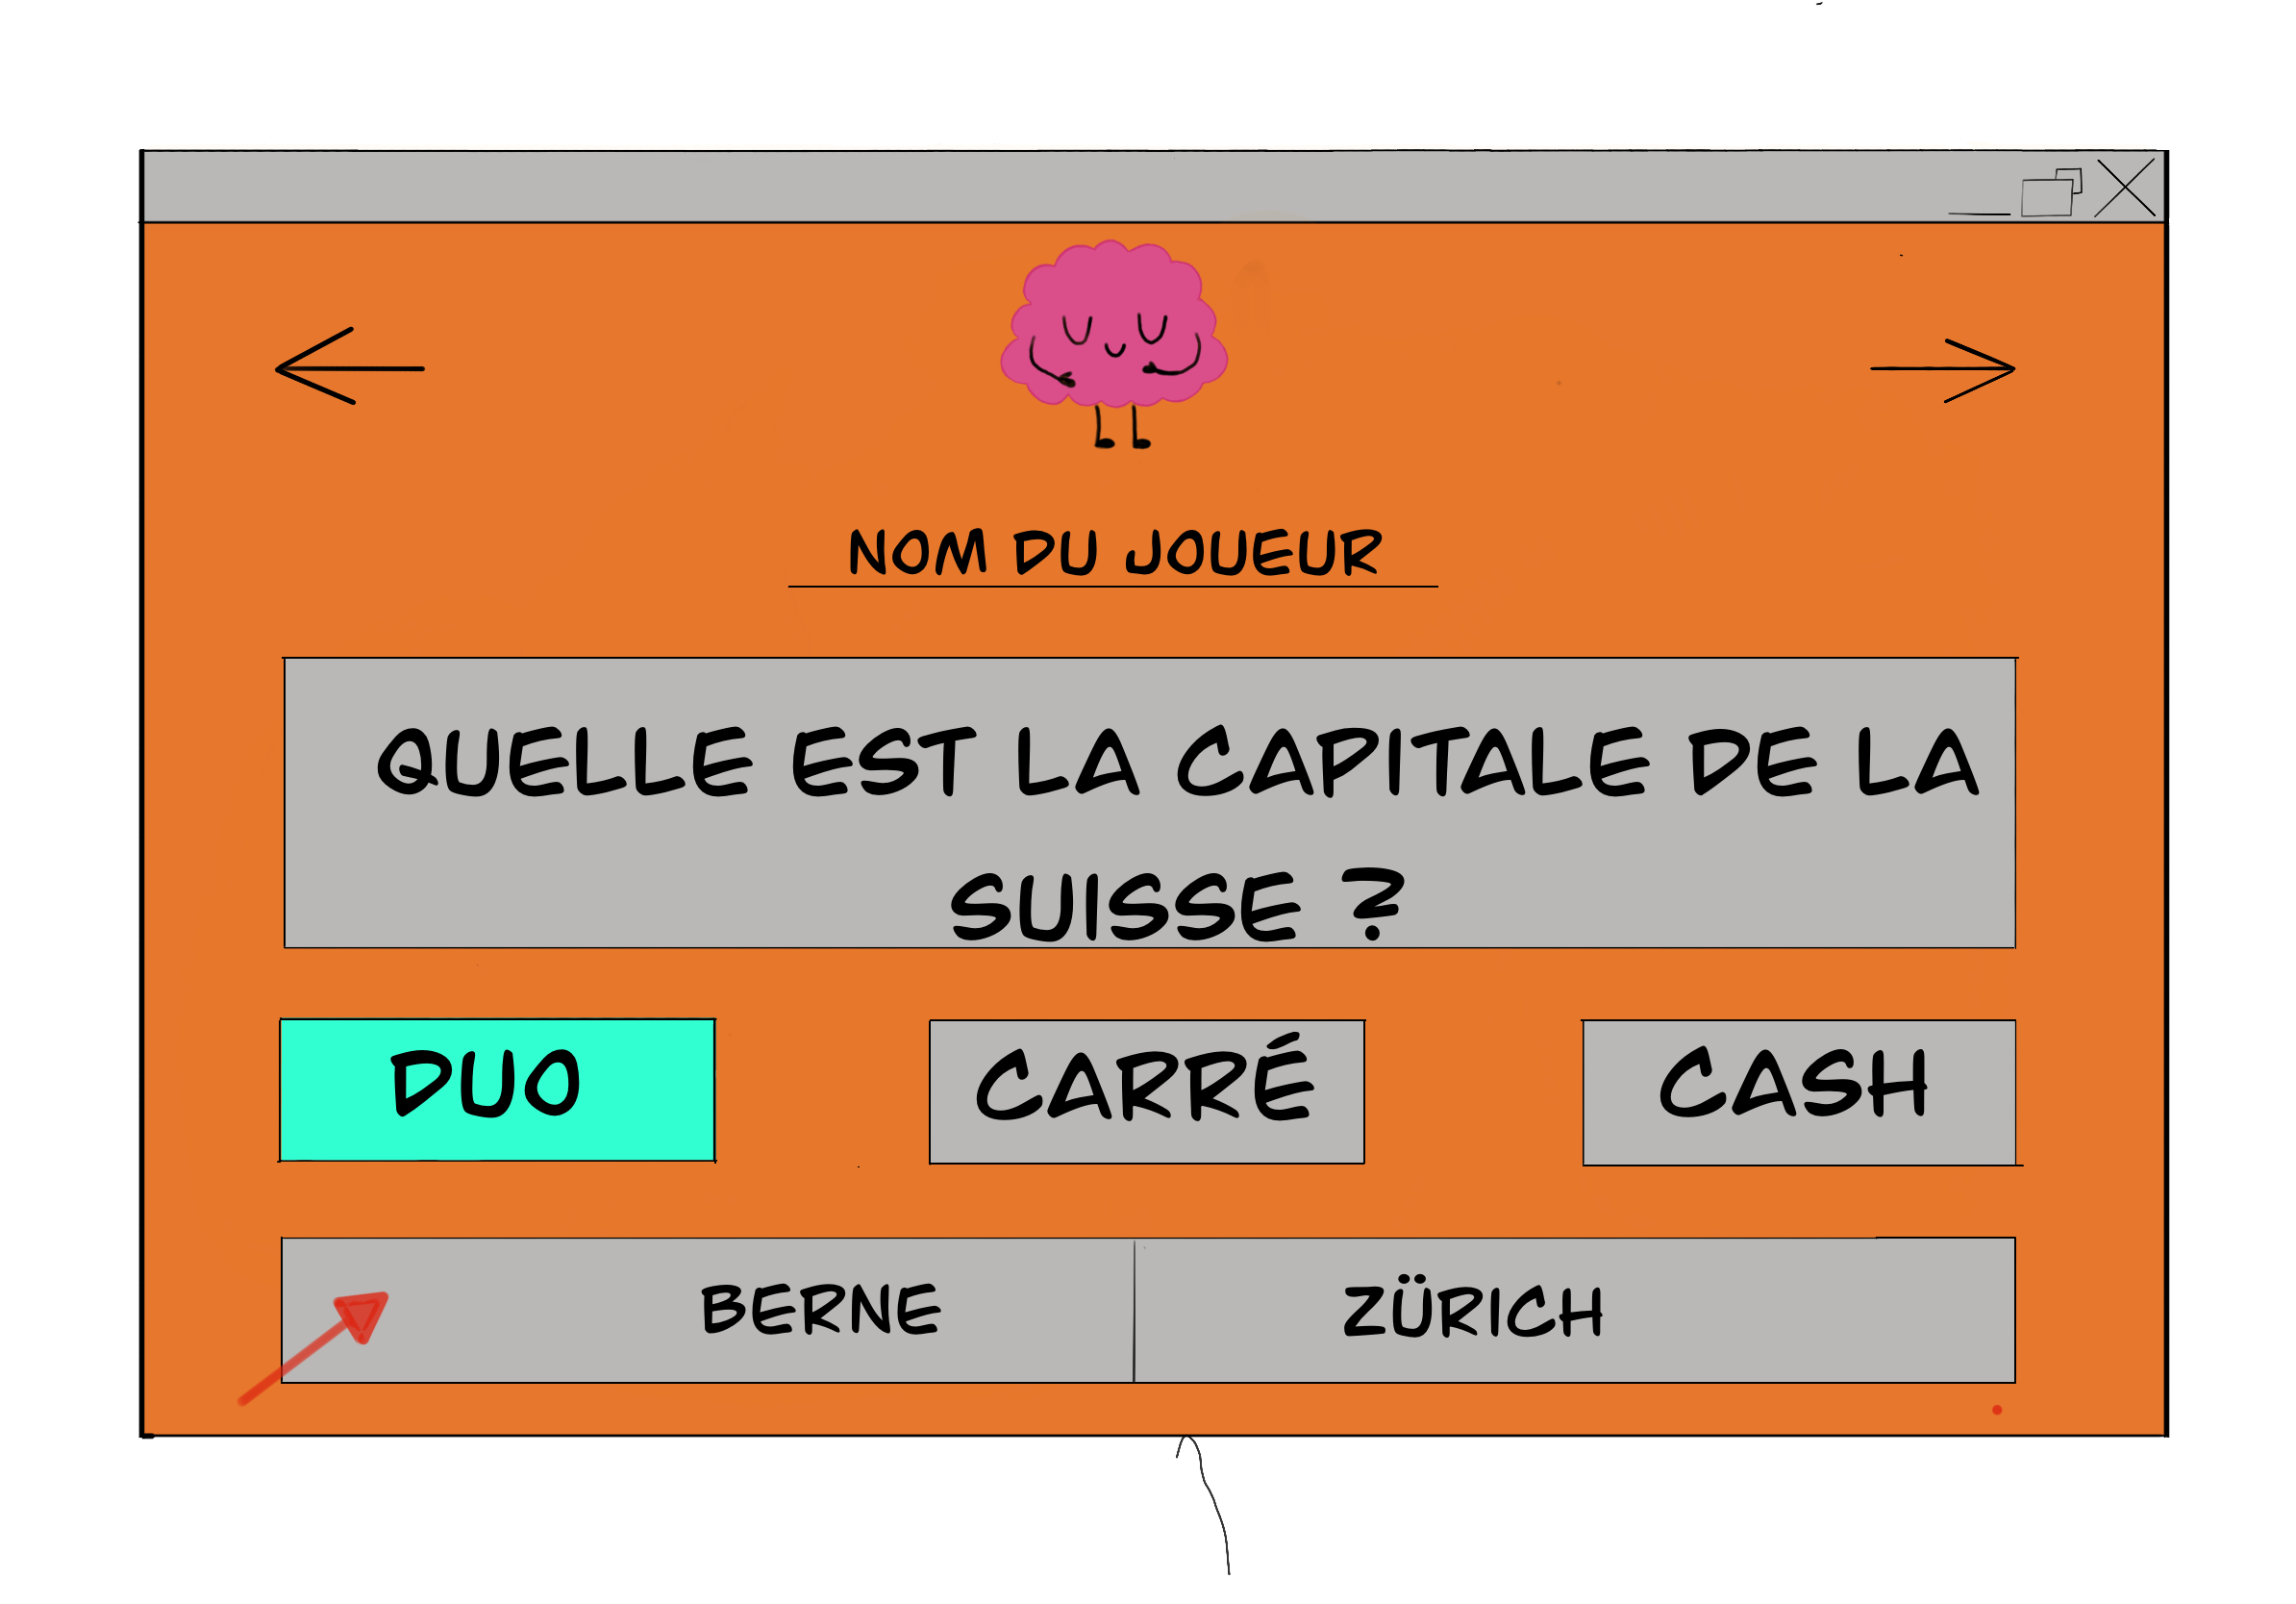 NOM DU JOUEUR
QUELLE EST LA CAPITALE DE LA
SUISSE ?
DUO
CARRÉ
CASH
BERNE
ZÜRICH